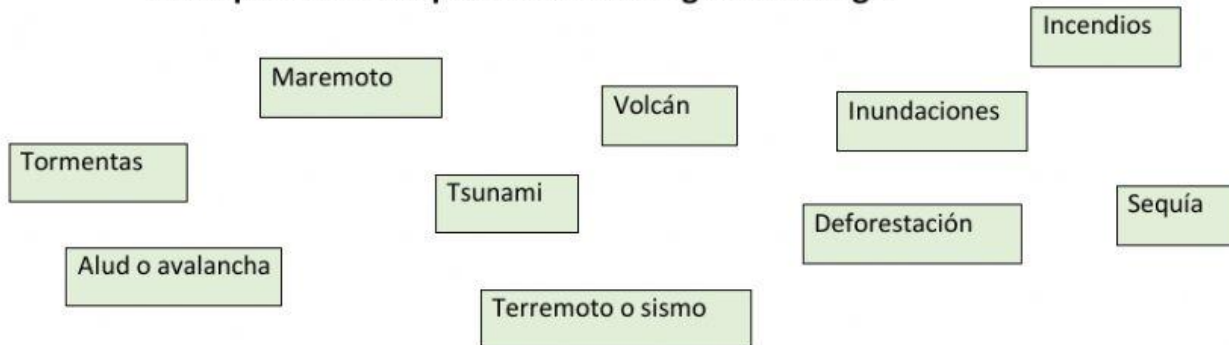 Incendios
Maremoto
Volcán
Inundaciones
Tormentas
Tsunami
Sequía
Deforestación
Alud o avalancha
Terremoto o sismo